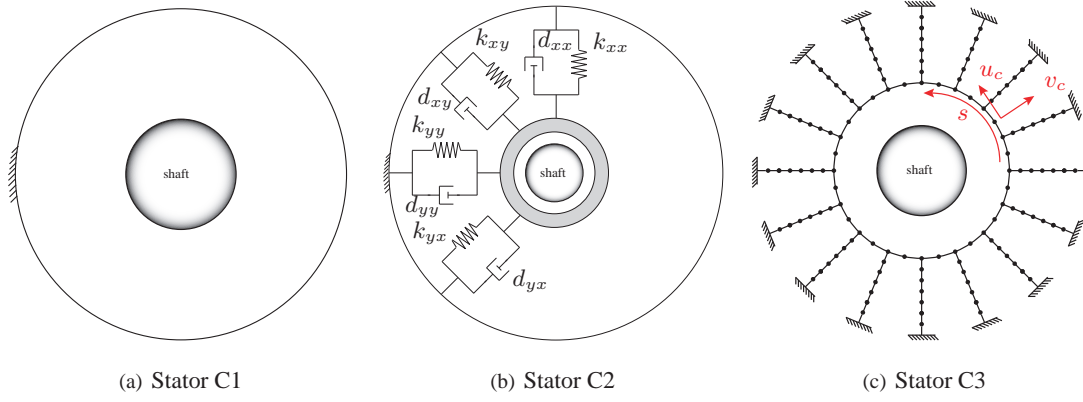 shaft
(a) Stator C1
k_{xy}
d_{xx}
k_{xx}
d_{xy}
k_{yy}
shaft
d_{yy}
k_{yx}
d_{yx}
(b) Stator C2
u_c
v_c
s
shaft
(c) Stator C3